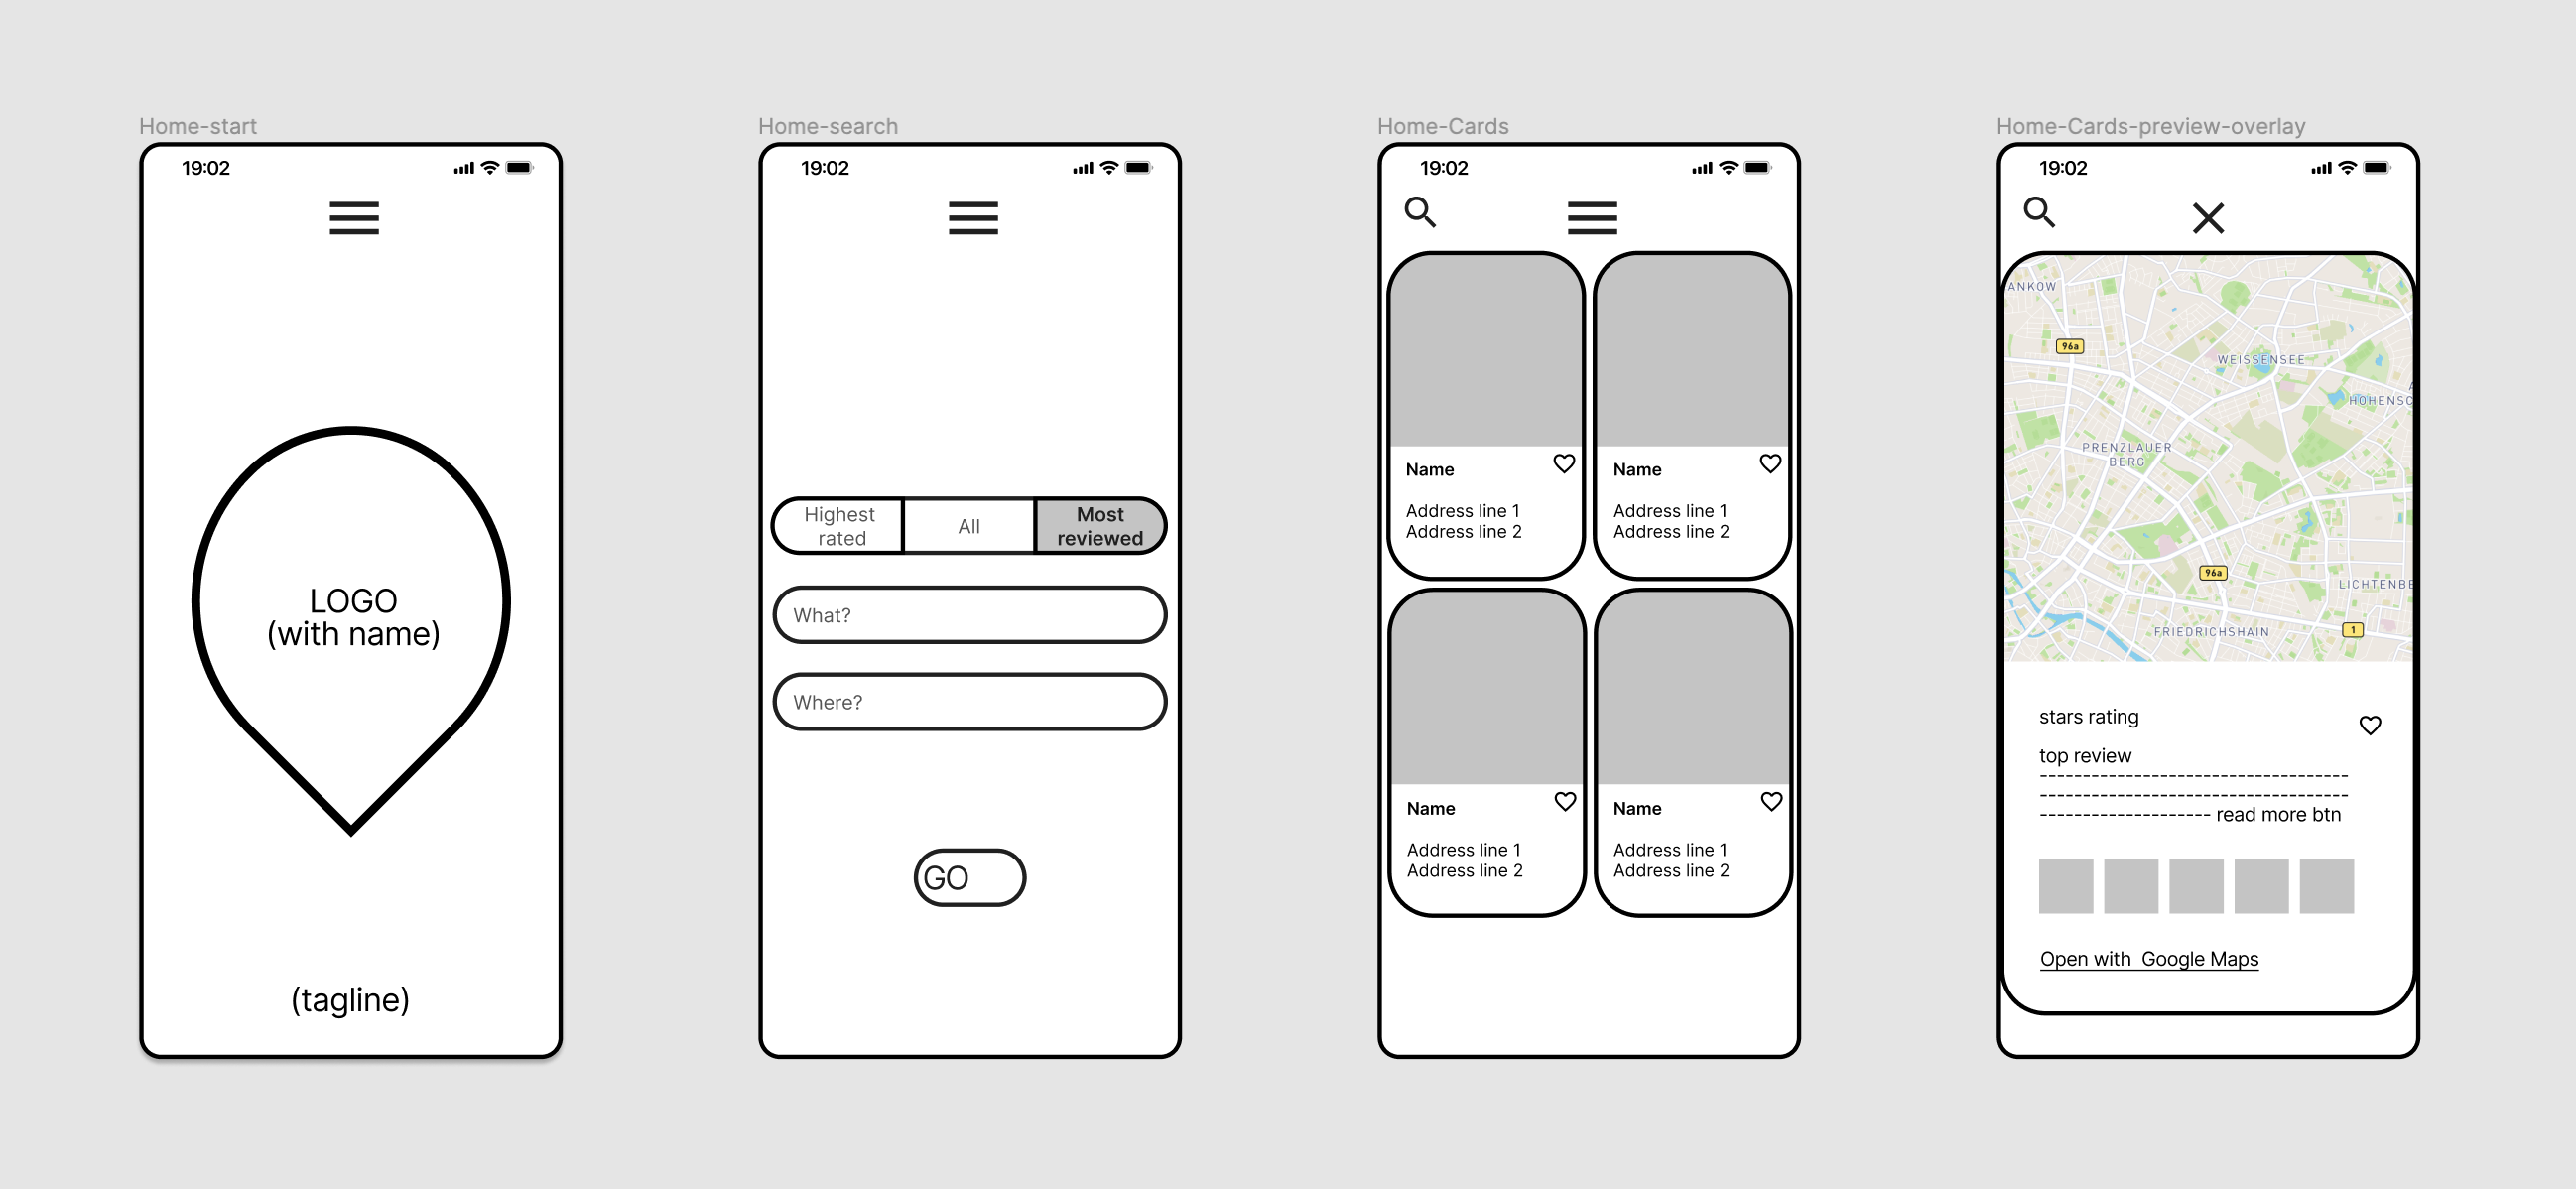 Home-start
19:02
LOGO
(with name)
(tagline)
Home-search
19:02
Highest
rated
All
Most
reviewed
What?
Where?
GO
Home-Cards
19:02
Name
Address line 1
Address line 2
Name
Address line 1
Address line 2
Name
Address line 1
Address line 2
Name
Address line 1
Address line 2
Home-Cards-preview-overlay
19:02
ANKOW
96a
WEISSENSEE
HOHENSC
PRENZLAUER
BERG
96a
LICHTENBE
FRIEDRICHSHAIN
1
stars rating
top review
------------------------------------
------------------------------------
-------------------- read more btn
Open with  Google Maps